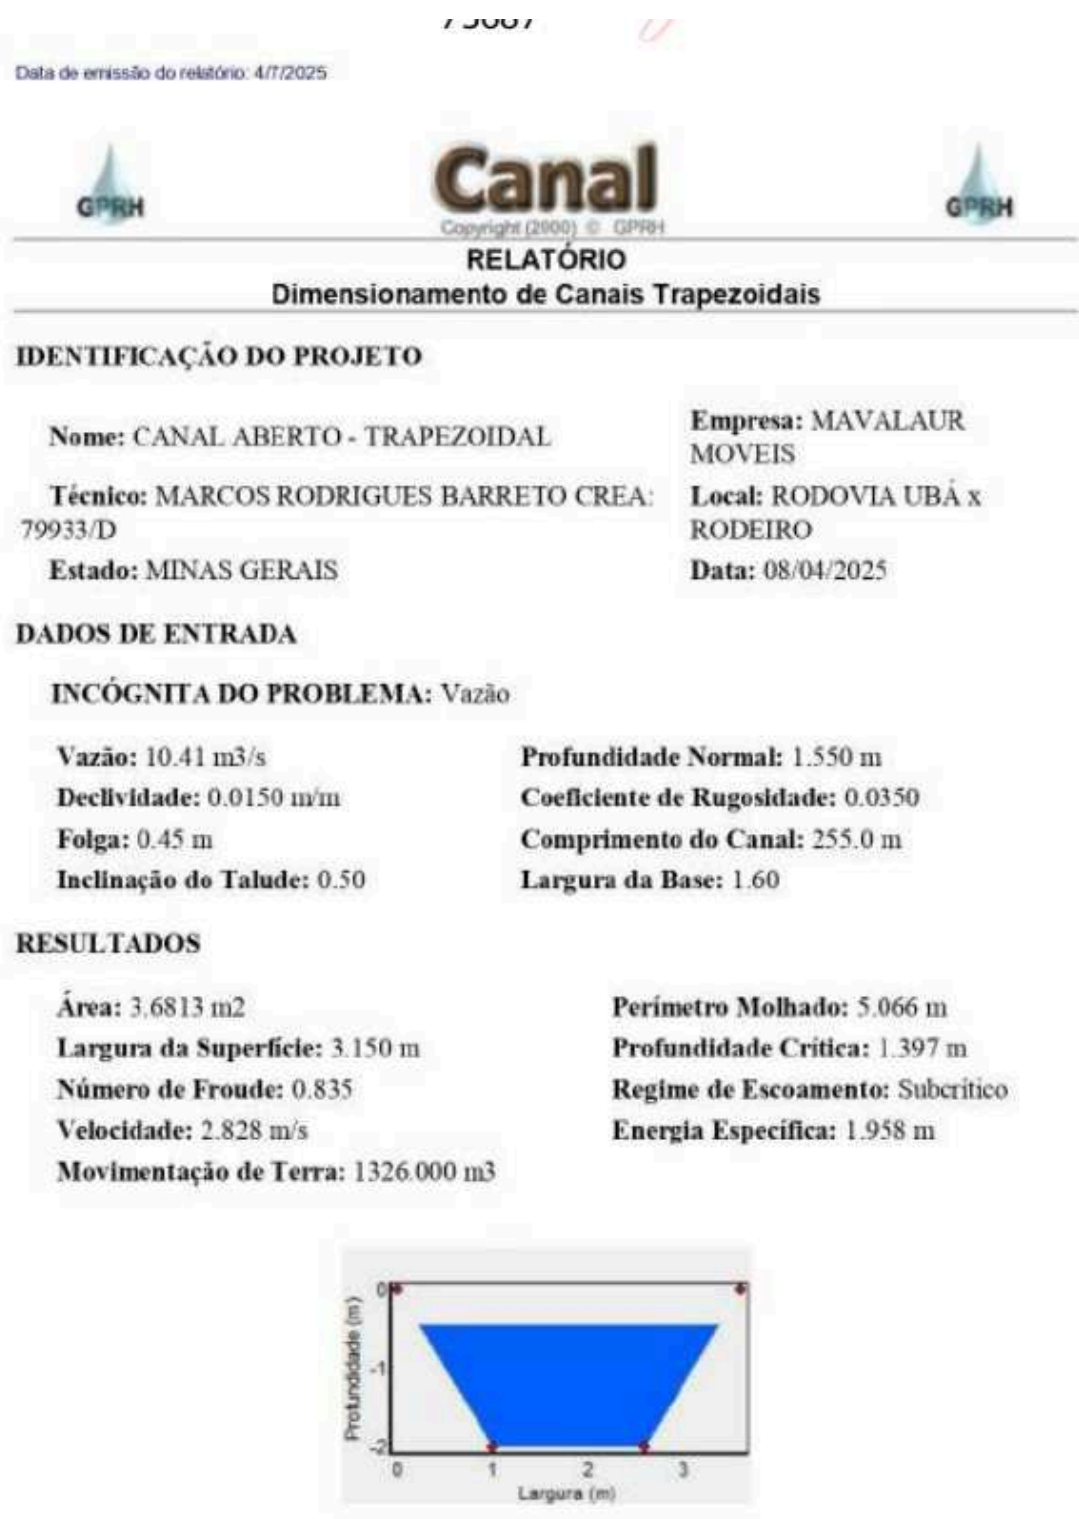 Data de emissão do relatório: 4/7/2025
GPRH
Canal
GPRH
Copyright (2000) © GPRH
RELATÓRIO
Dimensionamento de Canais Trapezoidais
IDENTIFICAÇÃO DO PROJETO
Nome: CANAL ABERTO - TRAPEZOIDAL
Empresa: MAVALAUR
MOVEIS
Técnico: MARCOS RODRIGUES BARRETO CREA:
79933/D
Local: RODOVIA UBÁ x
RODEIRO
Estado: MINAS GERAIS
Data: 08/04/2025
DADOS DE ENTRADA
INCÓGNITA DO PROBLEMA: Vazão
Vazão: 10.41 m3/s
Profundidade Normal: 1.550 m
Declividade: 0.0150 m/m
Coeficiente de Rugosidade: 0.0350
Folga: 0.45 m
Comprimento do Canal: 255.0 m
Inclinação do Talude: 0.50
Largura da Base: 1.60
RESULTADOS
Área: 3.6813 m2
Perímetro Molhado: 5.066 m
Largura da Superfície: 3.150 m
Profundidade Crítica: 1.397 m
Número de Froude: 0.835
Regime de Escoamento: Subcrítico
Velocidade: 2.828 m/s
Energia Específica: 1.958 m
Movimentação de Terra: 1326.000 m3
Profundidade (m)
0
-1
-2
0 1 2 3
Largura (m)